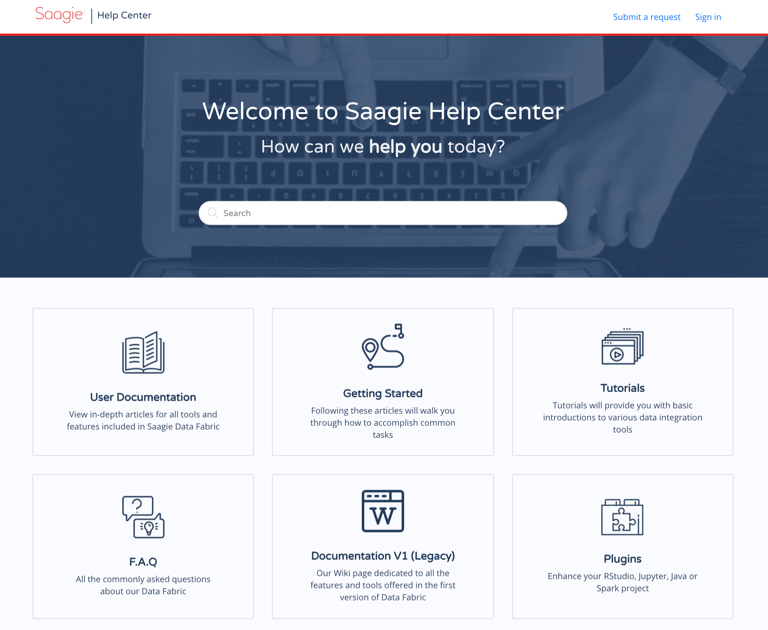 Saagie | Help Center
Submit a request
Sign in
Welcome to Saagie Help Center
How can we help you today?
Search
User Documentation
View in-depth articles for all tools and
features included in Saagie Data Fabric
Getting Started
Following these articles will walk you
through how to accomplish common
tasks
Tutorials
Tutorials will provide you with basic
introductions to various data integration
tools
?
F.A.Q
All the commonly asked questions
about our Data Fabric
W
Documentation V1 (Legacy)
Our Wiki page dedicated to all the
features and tools offered in the first
version of Data Fabric
Plugins
Enhance your RStudio, Jupyter, Java or
Spark project